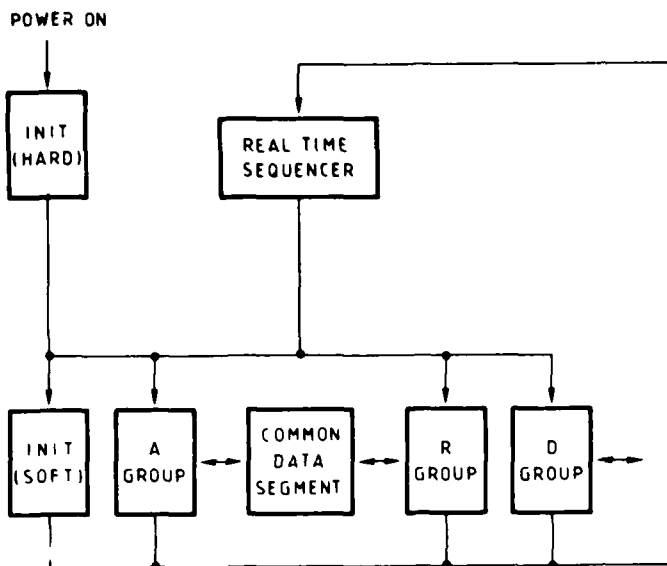 POWER ON
INIT
(HARD)
REAL TIME
SEQUENCER
INIT
(SOFT)
A
GROUP
COMMON
DATA
SEGMENT
R
GROUP
D
GROUP